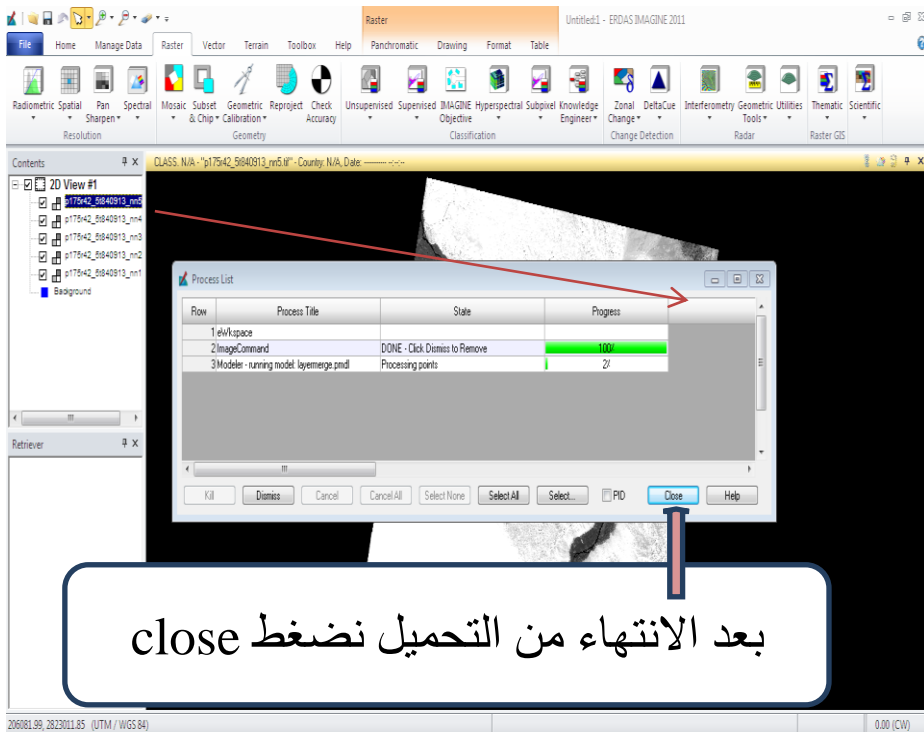 Raster
Untitled:1 - ERDAS IMAGINE 2011
File Home Manage Data Raster Vector Terrain Toolbox Help Panchromatic Drawing Format Table
Radiometric Spatial Pan Sharpen Spectral Mosaic Subset & Chip Geometric Calibration Reproject Check Accuracy Unsupervised Supervised IMAGINE Objective Hyperspectral Subpixel Knowledge Engineer Zonal Change DeltaCue Interferometry Geometric Tools Utilities Thematic Scientific
Resolution Geometry Classification Change Detection Radar Raster GIS
Contents
CLASS. N/A - "p175r42_5t840913_nn5.tif" - Country: N/A, Date: ---------- --:--:--
2D View #1
p175r42_5t840913_nn5
p175r42_5t840913_nn4
p175r42_5t840913_nn3
p175r42_5t840913_nn2
p175r42_5t840913_nn1
Background
Process List
Row Process Title State Progress
1 eWkspace
2 ImageCommand DONE - Click Dismiss to Remove 100%
3 Modeler - running model: layermerge.pmdl Processing points 2%
Retriever
Kill Dismiss Cancel Cancel All Select None Select All Select... PID Close Help
بعد الانتهاء من التحميل نضغط close
206081.99, 2823011.85 (UTM / WGS 84)
0.00 (CW)